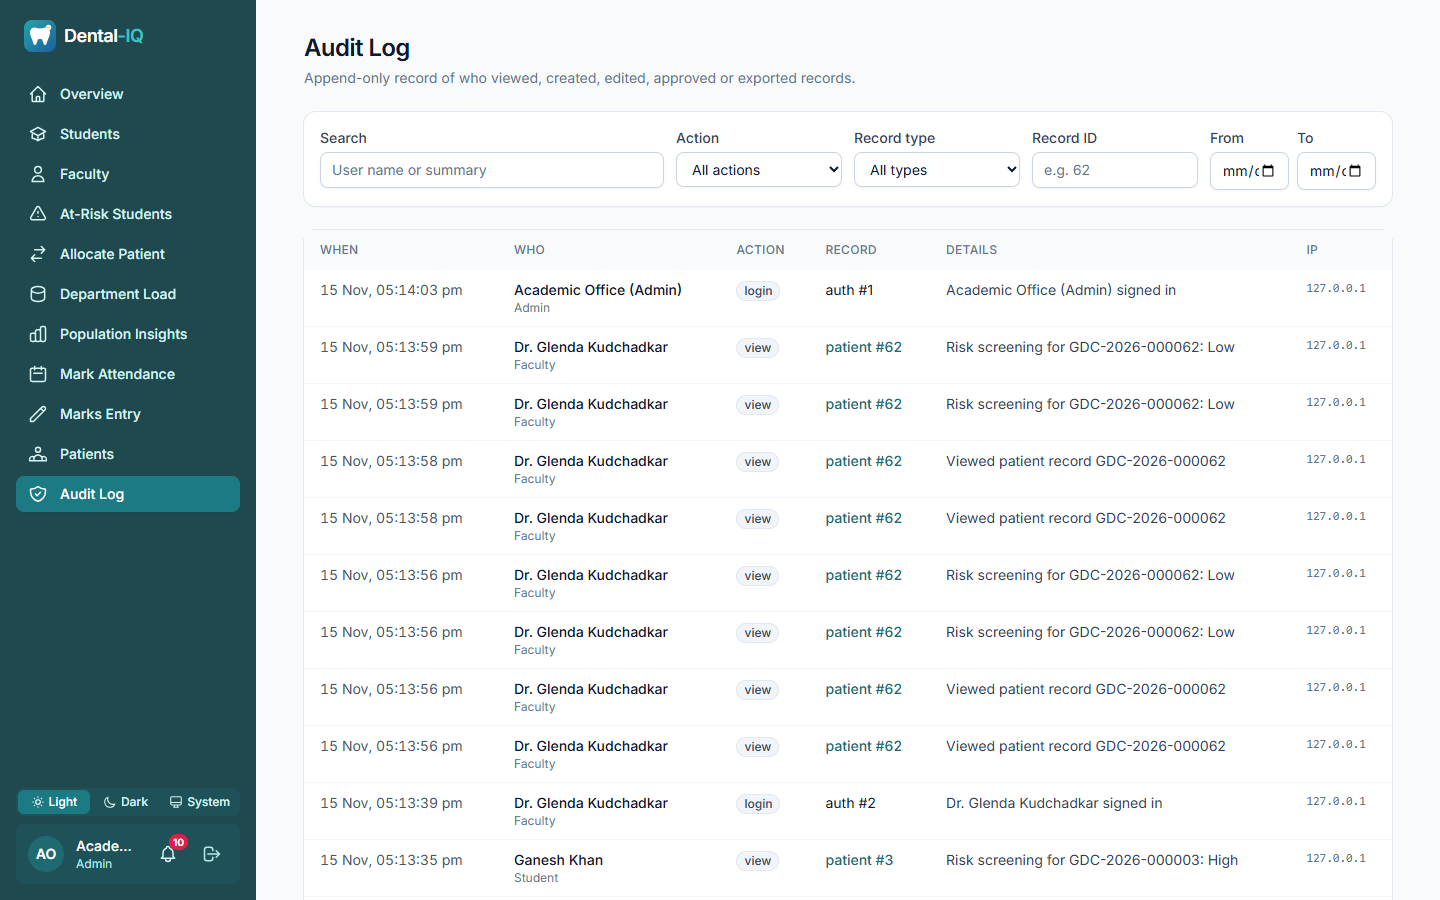 Dental-IQ
Overview
Students
Faculty
At-Risk Students
Allocate Patient
Department Load
Population Insights
Mark Attendance
Marks Entry
Patients
Audit Log
Light Dark System
AO Acade... 10
Admin
Audit Log
Append-only record of who viewed, created, edited, approved or exported records.
Search Action Record type Record ID From To
User name or summary All actions All types e.g. 62 mm/d mm/d
WHEN WHO ACTION RECORD DETAILS IP
15 Nov, 05:14:03 pm Academic Office (Admin) login auth #1 Academic Office (Admin) signed in 127.0.0.1
Admin
15 Nov, 05:13:59 pm Dr. Glenda Kudchadkar view patient #62 Risk screening for GDC-2026-000062: Low 127.0.0.1
Faculty
15 Nov, 05:13:59 pm Dr. Glenda Kudchadkar view patient #62 Risk screening for GDC-2026-000062: Low 127.0.0.1
Faculty
15 Nov, 05:13:58 pm Dr. Glenda Kudchadkar view patient #62 Viewed patient record GDC-2026-000062 127.0.0.1
Faculty
15 Nov, 05:13:58 pm Dr. Glenda Kudchadkar view patient #62 Viewed patient record GDC-2026-000062 127.0.0.1
Faculty
15 Nov, 05:13:56 pm Dr. Glenda Kudchadkar view patient #62 Risk screening for GDC-2026-000062: Low 127.0.0.1
Faculty
15 Nov, 05:13:56 pm Dr. Glenda Kudchadkar view patient #62 Risk screening for GDC-2026-000062: Low 127.0.0.1
Faculty
15 Nov, 05:13:56 pm Dr. Glenda Kudchadkar view patient #62 Viewed patient record GDC-2026-000062 127.0.0.1
Faculty
15 Nov, 05:13:56 pm Dr. Glenda Kudchadkar view patient #62 Viewed patient record GDC-2026-000062 127.0.0.1
Faculty
15 Nov, 05:13:39 pm Dr. Glenda Kudchadkar login auth #2 Dr. Glenda Kudchadkar signed in 127.0.0.1
Faculty
15 Nov, 05:13:35 pm Ganesh Khan view patient #3 Risk screening for GDC-2026-000003: High 127.0.0.1
Student